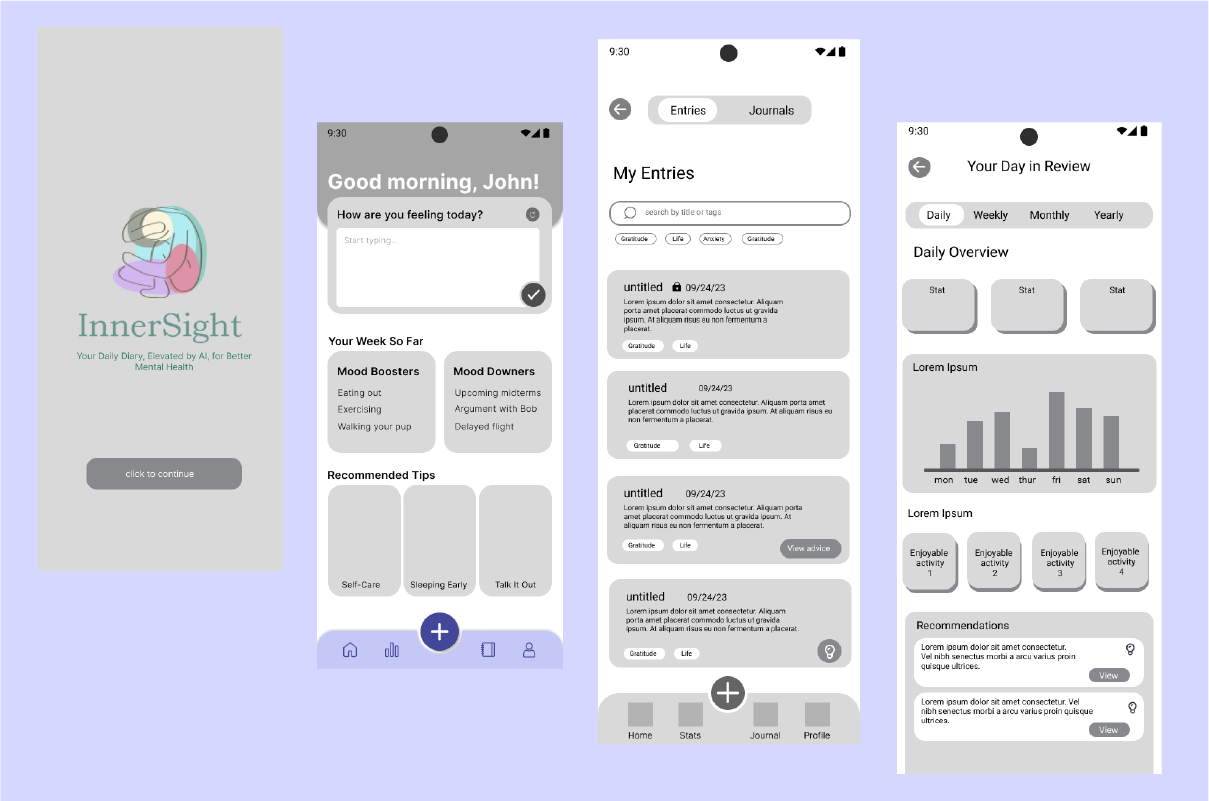 InnerSight
Your Daily Diary, Elevated by AI, for Better
Mental Health
click to continue
9:30
Good morning, John!
How are you feeling today?
Start typing...
Your Week So Far
Mood Boosters
Eating out
Exercising
Walking your pup
Mood Downers
Upcoming midterms
Argument with Bob
Delayed flight
Recommended Tips
Self-Care
Sleeping Early
Talk It Out
9:30
Entries
Journals
My Entries
search by title or tags
Gratitude
Life
Anxiety
Gratitude
untitled
09/24/23
Lorem ipsum dolor sit amet consectetur. Aliquam
porta amet placerat commodo luctus ut gravida
ipsum. At aliquam risus eu non fermentum a
placerat.
Gratitude
Life
untitled
09/24/23
Lorem ipsum dolor sit amet consectetur. Aliquam porta amet
placerat commodo luctus ut gravida ipsum. At aliquam risus eu
non fermentum a placerat.
Gratitude
Life
untitled
09/24/23
Lorem ipsum dolor sit amet consectetur. Aliquam porta
amet placerat commodo luctus ut gravida ipsum. At
aliquam risus eu non fermentum a placerat.
Gratitude
Life
View advice
untitled
09/24/23
Lorem ipsum dolor sit amet consectetur. Aliquam
porta amet placerat commodo luctus ut gravida
ipsum. At aliquam risus eu non fermentum a placerat.
Gratitude
Life
Home
Stats
Journal
Profile
9:30
Your Day in Review
Daily
Weekly
Monthly
Yearly
Daily Overview
Stat
Stat
Stat
Lorem Ipsum
mon
tue
wed
thur
fri
sat
sun
Lorem Ipsum
Enjoyable
activity
1
Enjoyable
activity
2
Enjoyable
activity
3
Enjoyable
activity
4
Recommendations
Lorem ipsum dolor sit amet consectetur.
Vel nibh senectus morbi a arcu varius proin
quisque ultrices.
View
Lorem ipsum dolor sit amet consectetur. Vel
nibh senectus morbi a arcu varius proin quisque
ultrices.
View